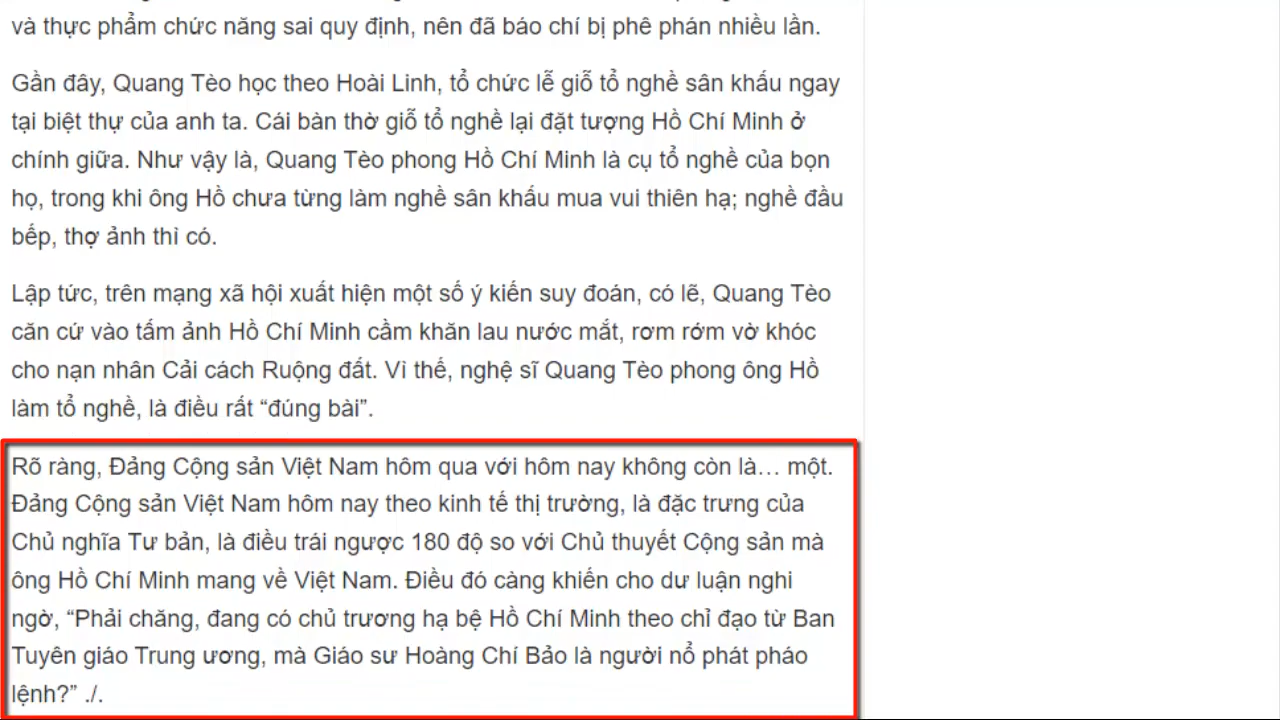 và thực phẩm chức năng sai quy định, nên đã báo chí bị phê phán nhiều lần.
Gần đây, Quang Tèo học theo Hoài Linh, tổ chức lễ giỗ tổ nghề sân khấu ngay
tại biệt thự của anh ta. Cái bàn thờ giỗ tổ nghề lại đặt tượng Hồ Chí Minh ở
chính giữa. Như vậy là, Quang Tèo phong Hồ Chí Minh là cụ tổ nghề của bọn
họ, trong khi ông Hồ chưa từng làm nghề sân khấu mua vui thiên hạ; nghề đầu
bếp, thợ ảnh thì có.
Lập tức, trên mạng xã hội xuất hiện một số ý kiến suy đoán, có lẽ, Quang Tèo
căn cứ vào tấm ảnh Hồ Chí Minh cầm khăn lau nước mắt, rơm rớm vờ khóc
cho nạn nhân Cải cách Ruộng đất. Vì thế, nghệ sĩ Quang Tèo phong ông Hồ
làm tổ nghề, là điều rất “đúng bài”.
Rõ ràng, Đảng Cộng sản Việt Nam hôm qua với hôm nay không còn là… một.
Đảng Cộng sản Việt Nam hôm nay theo kinh tế thị trường, là đặc trưng của
Chủ nghĩa Tư bản, là điều trái ngược 180 độ so với Chủ thuyết Cộng sản mà
ông Hồ Chí Minh mang về Việt Nam. Điều đó càng khiến cho dư luận nghi
ngờ, “Phải chăng, đang có chủ trương hạ bệ Hồ Chí Minh theo chỉ đạo từ Ban
Tuyên giáo Trung ương, mà Giáo sư Hoàng Chí Bảo là người nổ phát pháo
lệnh?” ./.